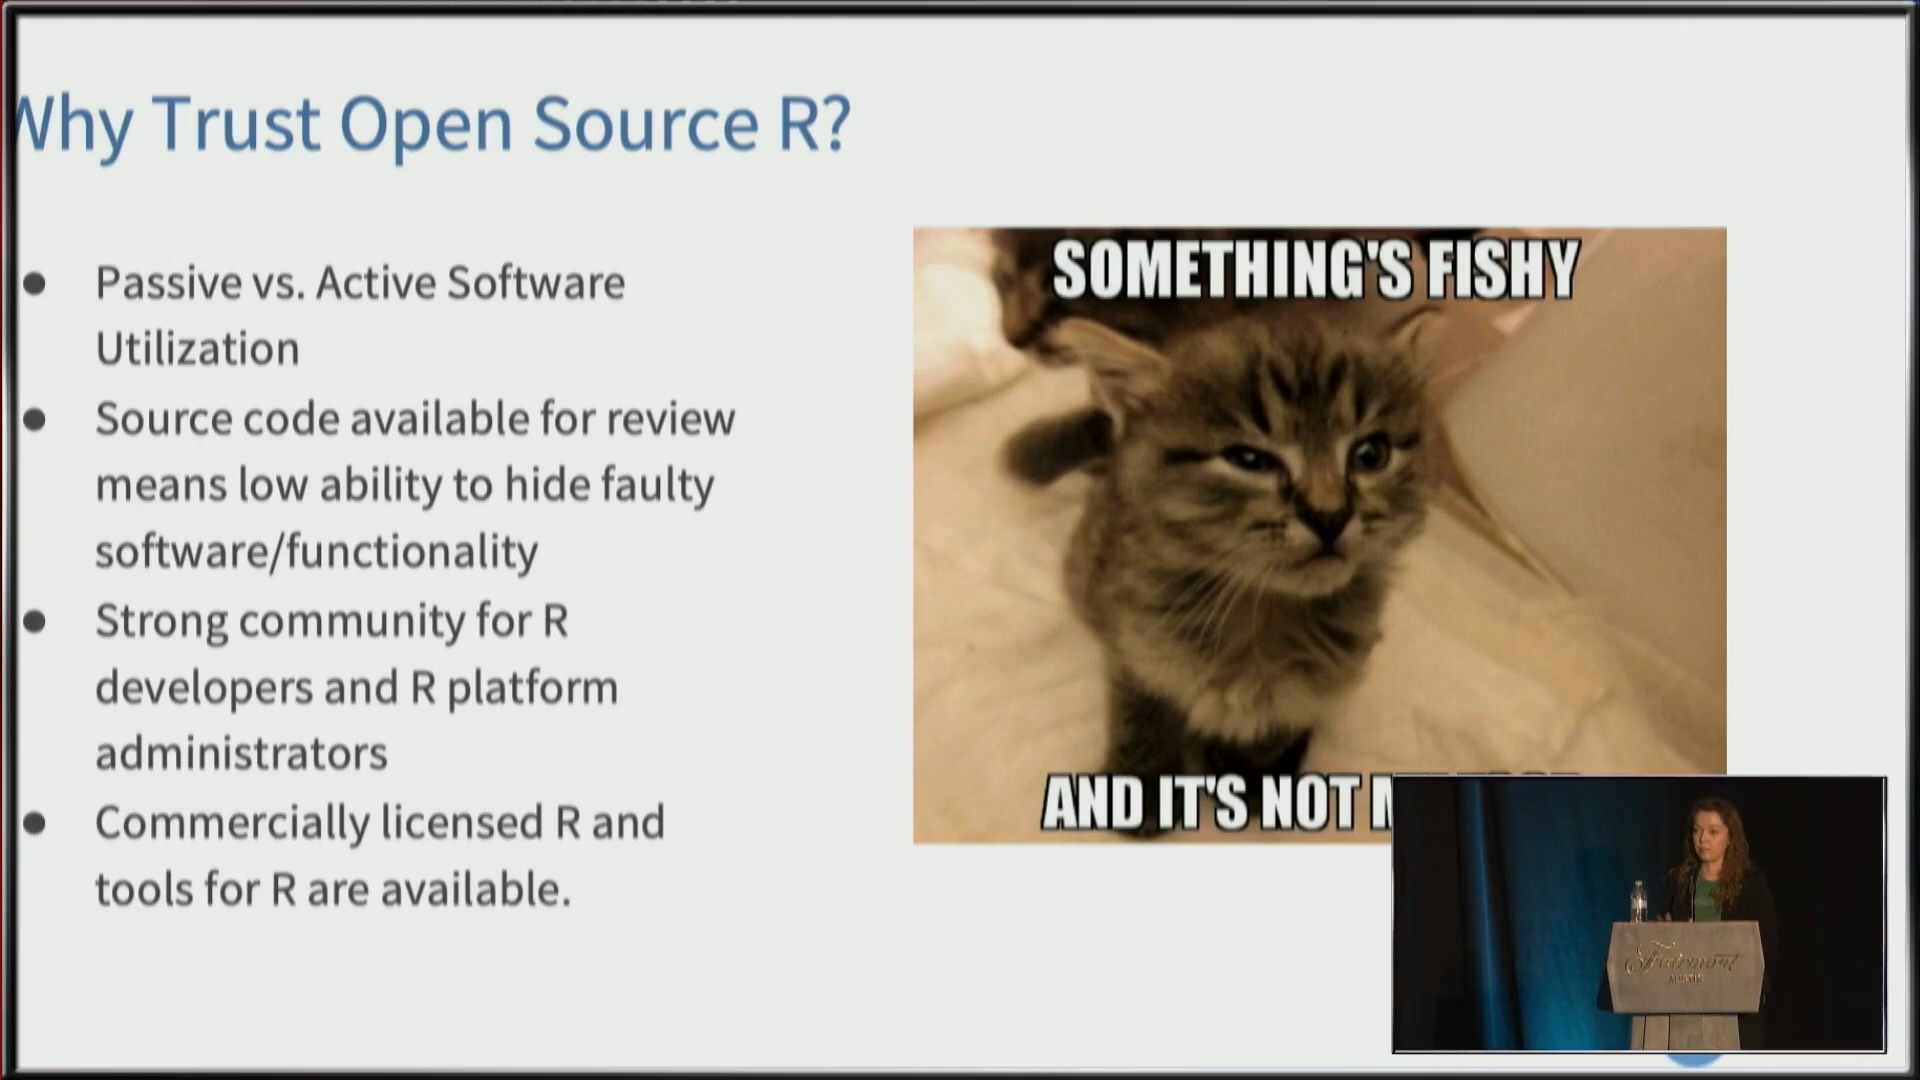 Why Trust Open Source R?
● Passive vs. Active Software
Utilization
● Source code available for review
means low ability to hide faulty
software/functionality
● Strong community for R
developers and R platform
administrators
● Commercially licensed R and
tools for R are available.
SOMETHING'S FISHY
AND IT'S NOT
Fairmont
AUSTIN